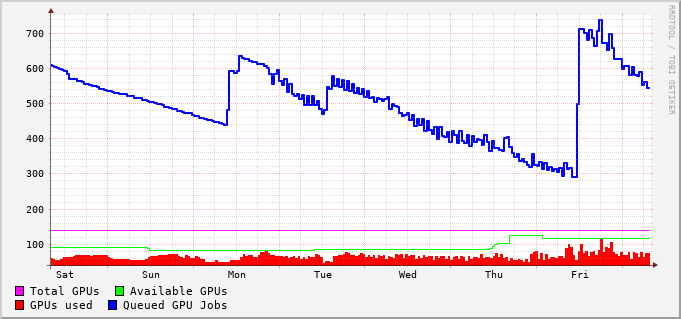 700
600
500
400
300
200
100
Sat Sun Mon Tue Wed Thu Fri
Total GPUs Available GPUs
GPUs used Queued GPU Jobs
RRDTOOL / TOBI OETIKER